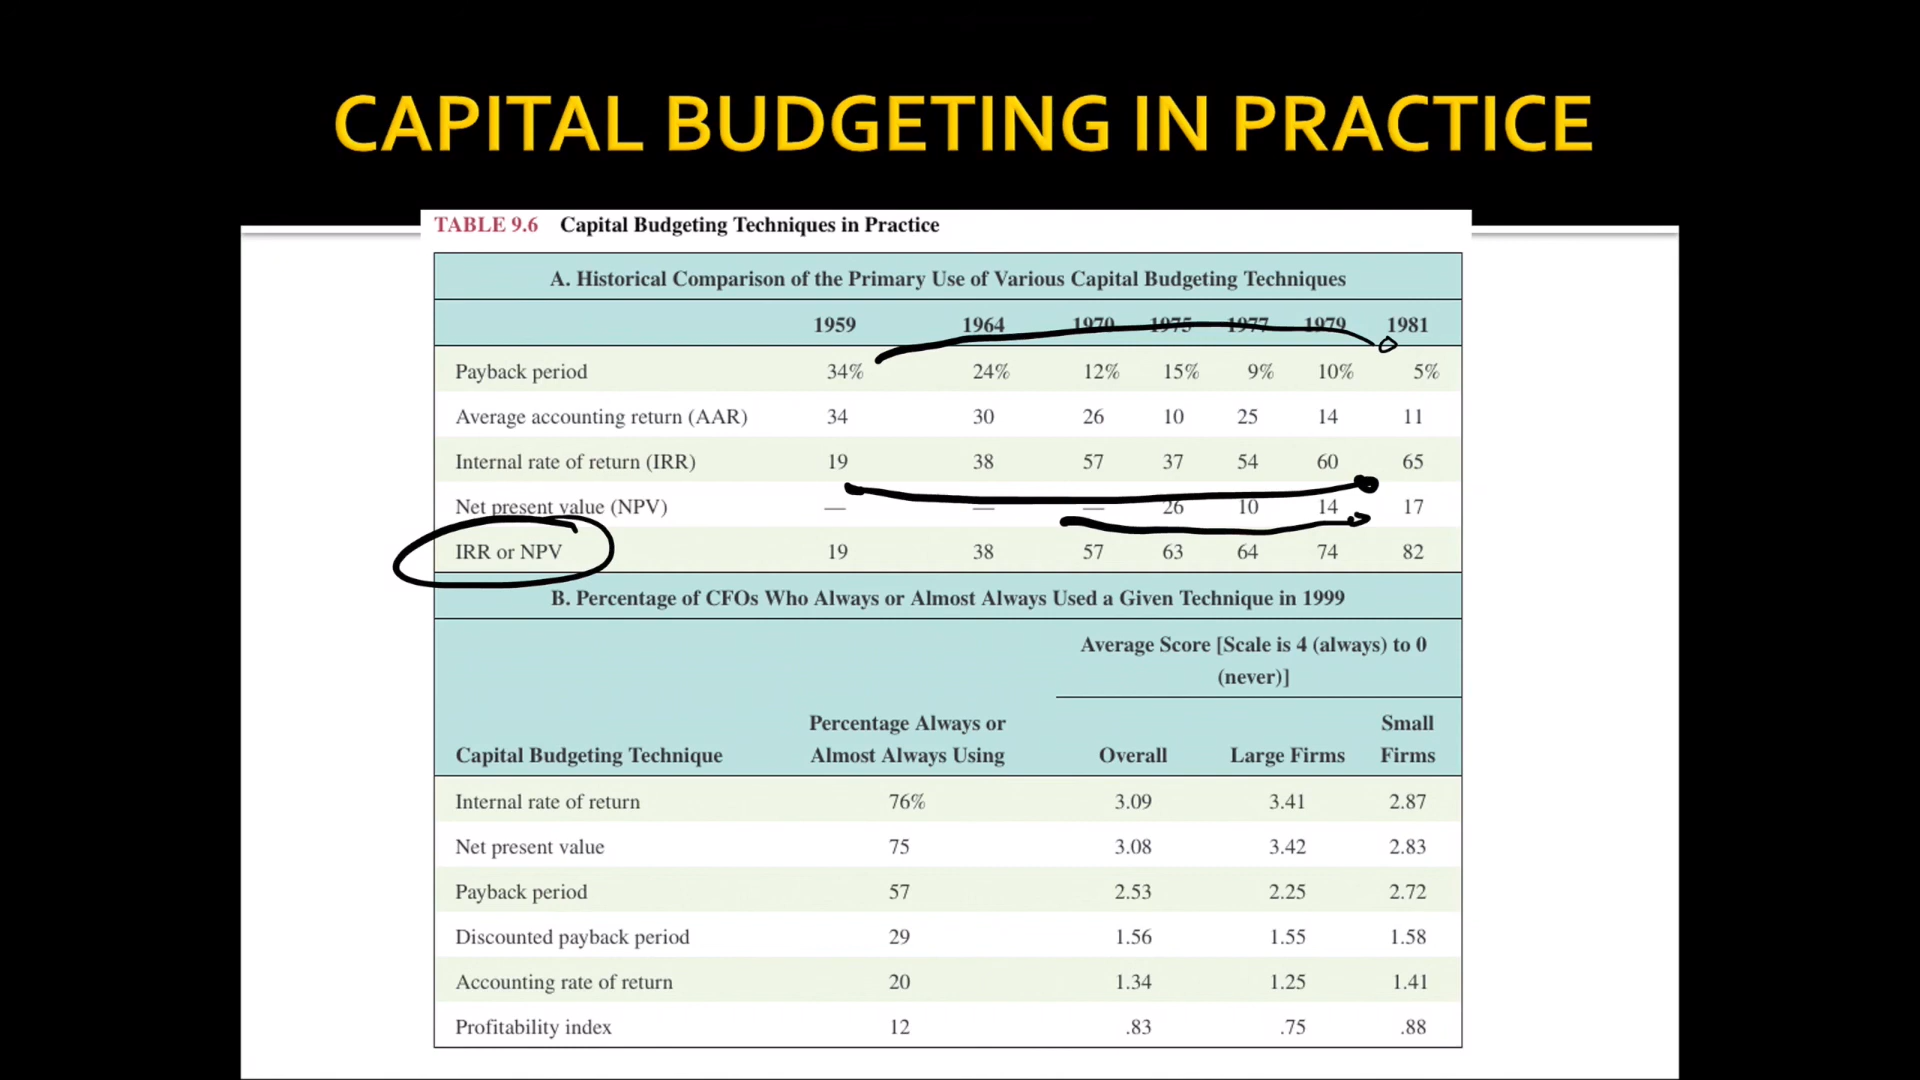 CAPITAL BUDGETING IN PRACTICE
TABLE 9.6 Capital Budgeting Techniques in Practice
A. Historical Comparison of the Primary Use of Various Capital Budgeting Techniques
1959 1964 1970 1975 1977 1979 1981
Payback period 34% 24% 12% 15% 9% 10% 5%
Average accounting return (AAR) 34 30 26 10 25 14 11
Internal rate of return (IRR) 19 38 57 37 54 60 65
Net present value (NPV) — — — 26 10 14 17
IRR or NPV 19 38 57 63 64 74 82
B. Percentage of CFOs Who Always or Almost Always Used a Given Technique in 1999
Average Score [Scale is 4 (always) to 0
(never)]
Percentage Always or Small
Capital Budgeting Technique Almost Always Using Overall Large Firms Firms
Internal rate of return 76% 3.09 3.41 2.87
Net present value 75 3.08 3.42 2.83
Payback period 57 2.53 2.25 2.72
Discounted payback period 29 1.56 1.55 1.58
Accounting rate of return 20 1.34 1.25 1.41
Profitability index 12 .83 .75 .88